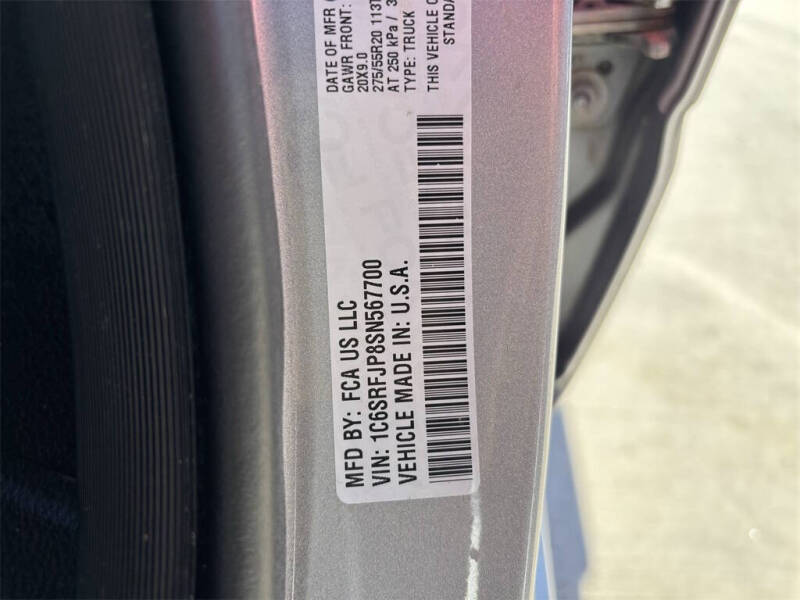 MFD BY: FCA US LLC
DATE OF MFR
VIN: 1C6SRFJP8SN567700
GAWR FRONT:
20X9.0
VEHICLE MADE IN: U.S.A.
275/55R20 113T
AT 250 kPa / 3
TYPE: TRUCK
THIS VEHICLE
STANDA